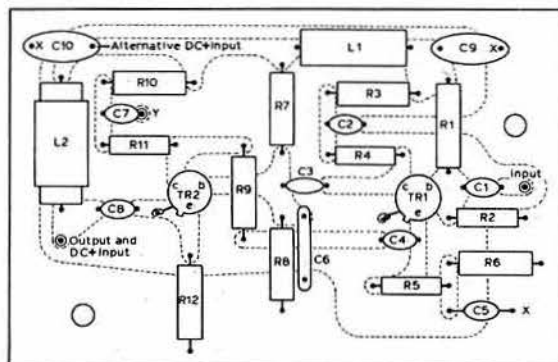 X C10
Alternative DC+input
L1
C9 X
R10
R3
R7
C7 Y
C2
R1
L2
R11
R4
Input
C3
C1
c b
e
TR2
R9
c b
TR1
e
R2
C8
C4
Output and
DC+input
R8
C6
R6
R12
R5
C5 X